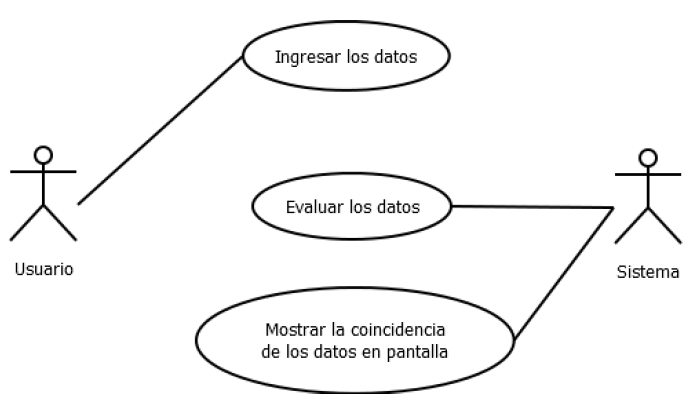 Ingresar los datos
Evaluar los datos
Usuario
Sistema
Mostrar la coincidencia
de los datos en pantalla